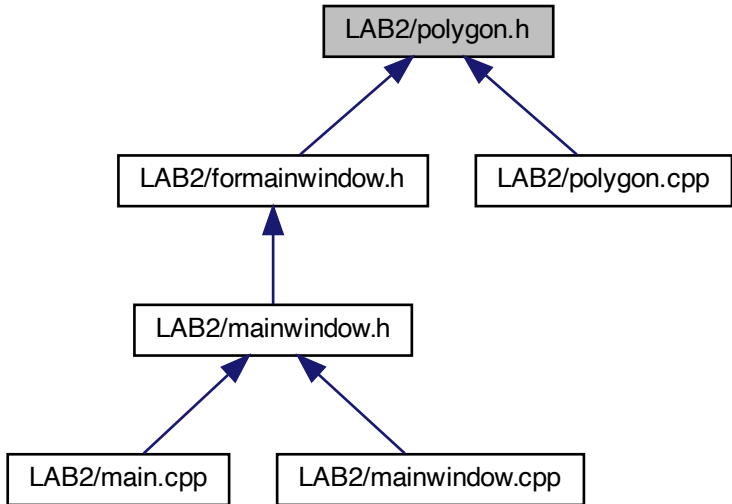 LAB2/polygon.h
LAB2/formainwindow.h
LAB2/polygon.cpp
LAB2/mainwindow.h
LAB2/main.cpp
LAB2/mainwindow.cpp